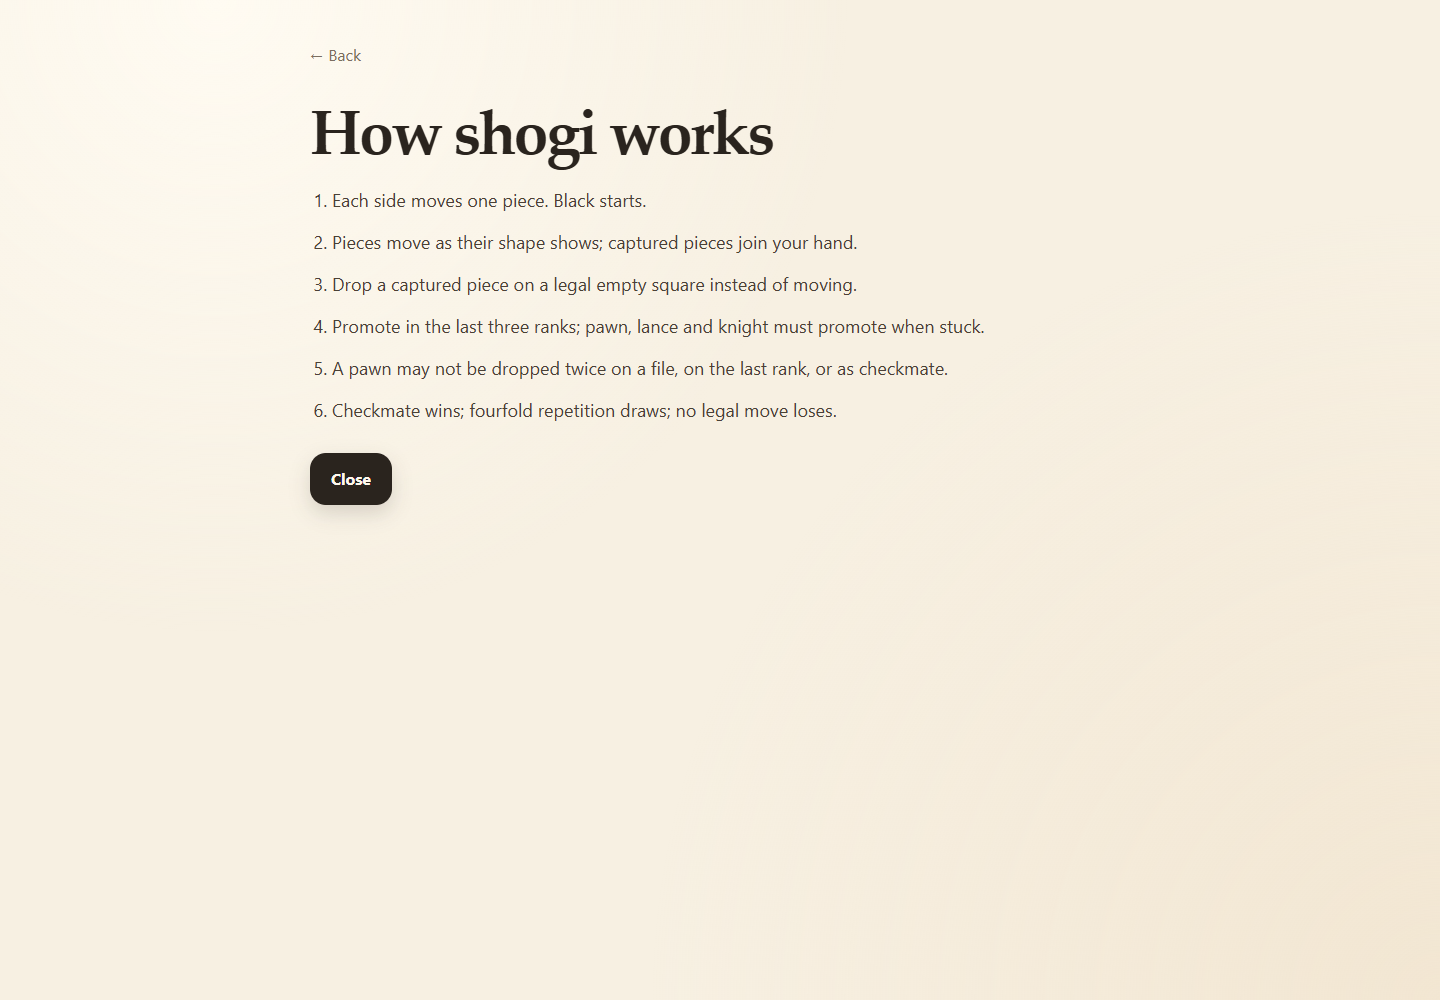 ← Back
How shogi works
1. Each side moves one piece. Black starts.
2. Pieces move as their shape shows; captured pieces join your hand.
3. Drop a captured piece on a legal empty square instead of moving.
4. Promote in the last three ranks; pawn, lance and knight must promote when stuck.
5. A pawn may not be dropped twice on a file, on the last rank, or as checkmate.
6. Checkmate wins; fourfold repetition draws; no legal move loses.
Close